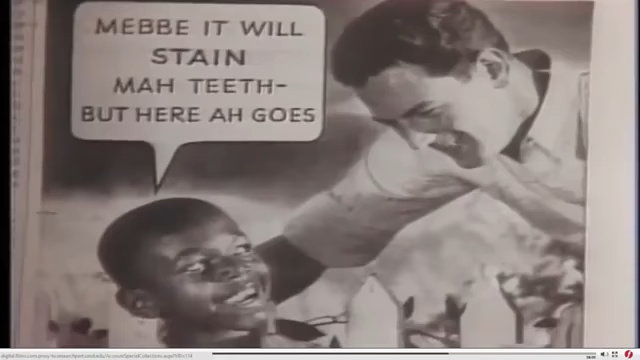 MEBBE IT WILL
STAIN
MAH TEETH-
BUT HERE AH GOES